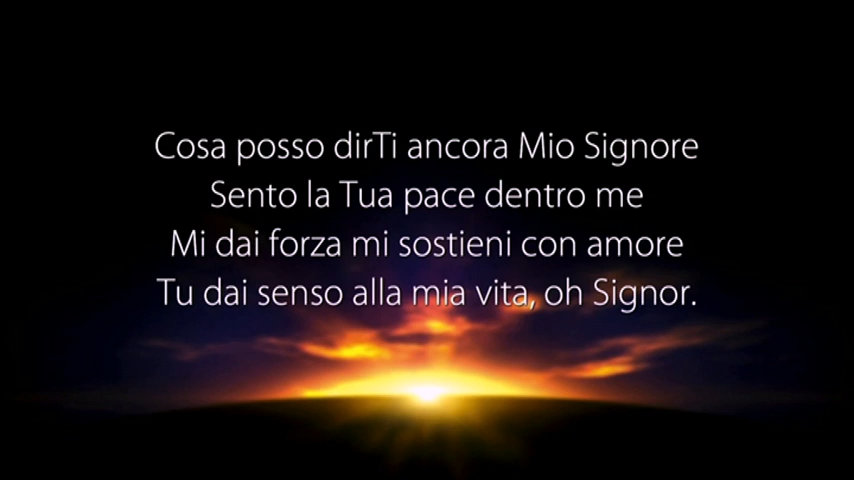 Cosa posso dirTi ancora Mio Signore
Sento la Tua pace dentro me
Mi dai forza mi sostieni con amore
Tu dai senso alla mia vita, oh Signor.